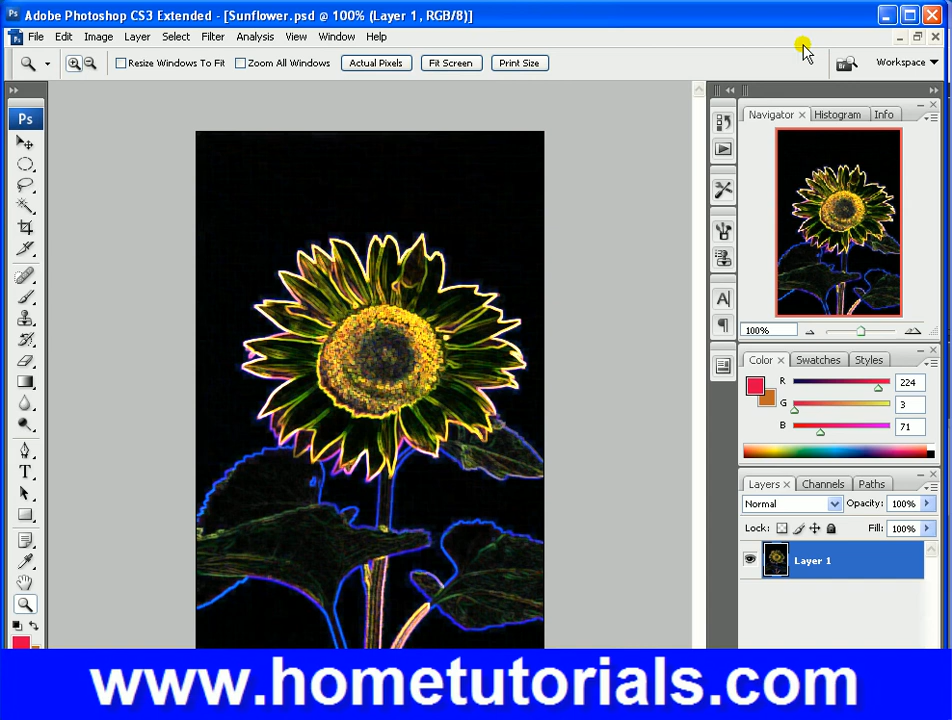 Adobe Photoshop CS3 Extended - [Sunflower.psd @ 100% (Layer 1, RGB/8)]
File Edit Image Layer Select Filter Analysis View Window Help
Resize Windows To Fit Zoom All Windows Actual Pixels Fit Screen Print Size Br Workspace
Ps
Navigator Histogram Info
100%
Color Swatches Styles
R 224
G 3
B 71
Layers Channels Paths
Normal Opacity: 100%
Lock: Fill: 100%
Layer 1
www.hometutorials.com